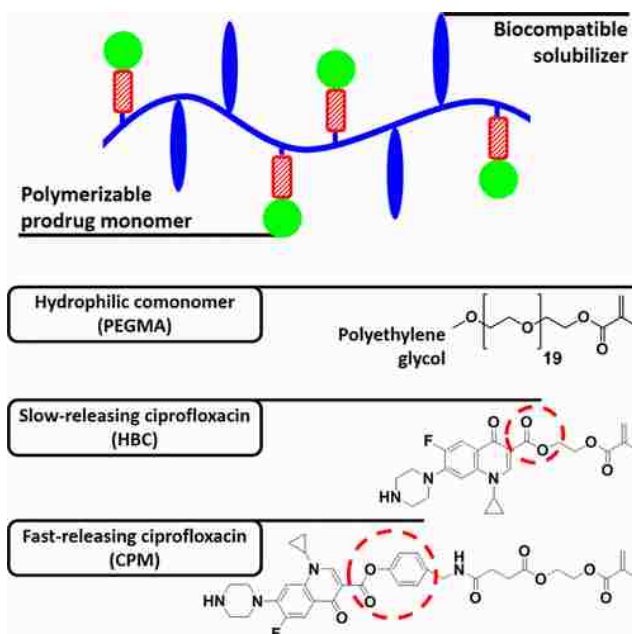 Biocompatible
solubilizer
Polymerizable
prodrug monomer
Hydrophilic comonomer
(PEGMA)
Polyethylene
glycol
O
O
19
O
O
Slow-releasing ciprofloxacin
(HBC)
O
O
F
O
O
O
N
N
HN
Fast-releasing ciprofloxacin
(CPM)
N
O
H
N
O
O
HN
N
O
O
O
O
O
F